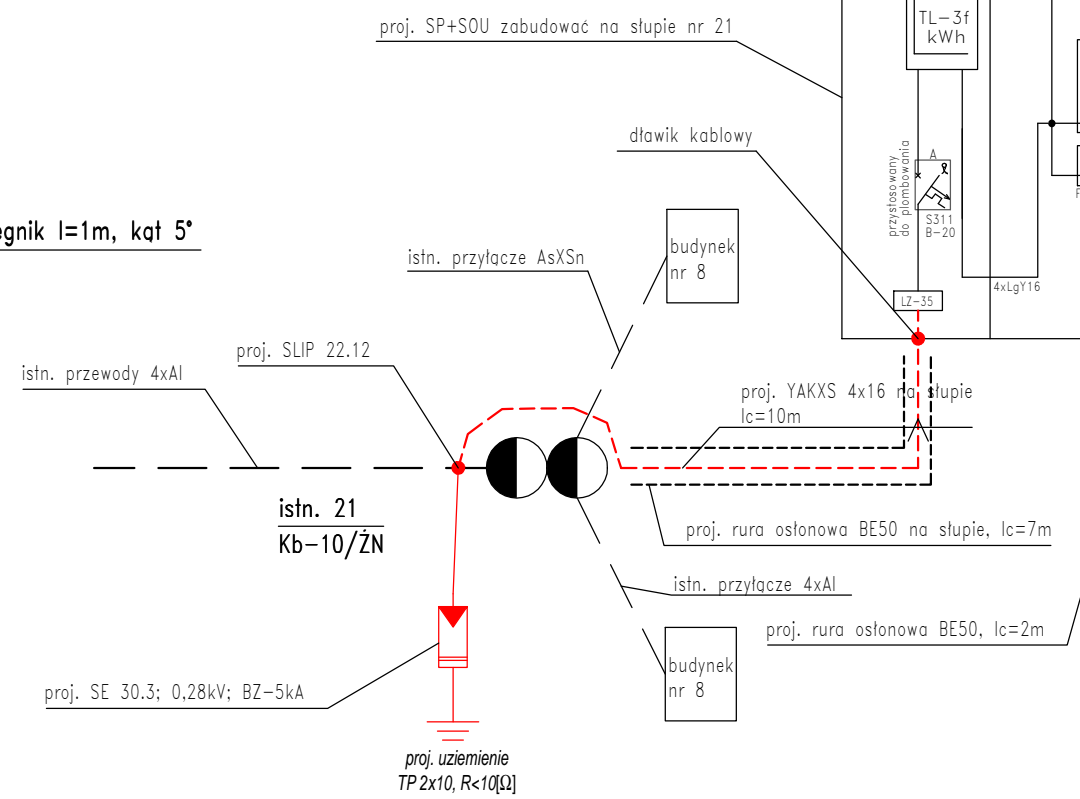 proj. SP+SOU zabudować na słupie nr 21
TL-3f
kWh
dławik kablowy
przystosowany
do plombowania
A
S311
B-20
ęgnik l=1m, kąt 5°
istn. przyłącze AsXSn
budynek
nr 8
4xLgY16
LZ-35
proj. SLIP 22.12
istn. przewody 4xAl
proj. YAKXS 4x16 na słupie
lc=10m
istn. 21
Kb-10/ŻN
proj. rura osłonowa BE50 na słupie, lc=7m
istn. przyłącze 4xAl
proj. rura osłonowa BE50, lc=2m
budynek
nr 8
proj. SE 30.3; 0,28kV; BZ-5kA
proj. uziemienie
TP 2x10, R<10[Ω]